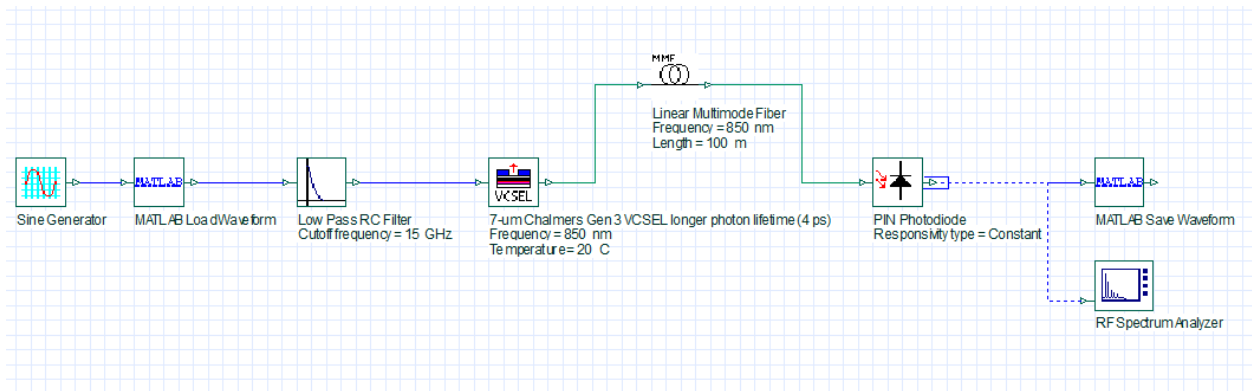 MMF
Linear Multimode Fiber
Frequency = 850 nm
Length = 100 m
MATLAB
VCSEL
MATLAB
Sine Generator
MATLAB Load Waveform
Low Pass RC Filter
Cutoff frequency = 15 GHz
7-um Chalmers Gen 3 VCSEL longer photon lifetime (4 ps)
Frequency = 850 nm
Temperature = 20 C
PIN Photodiode
Responsivity type = Constant
MATLAB Save Waveform
RF Spectrum Analyzer